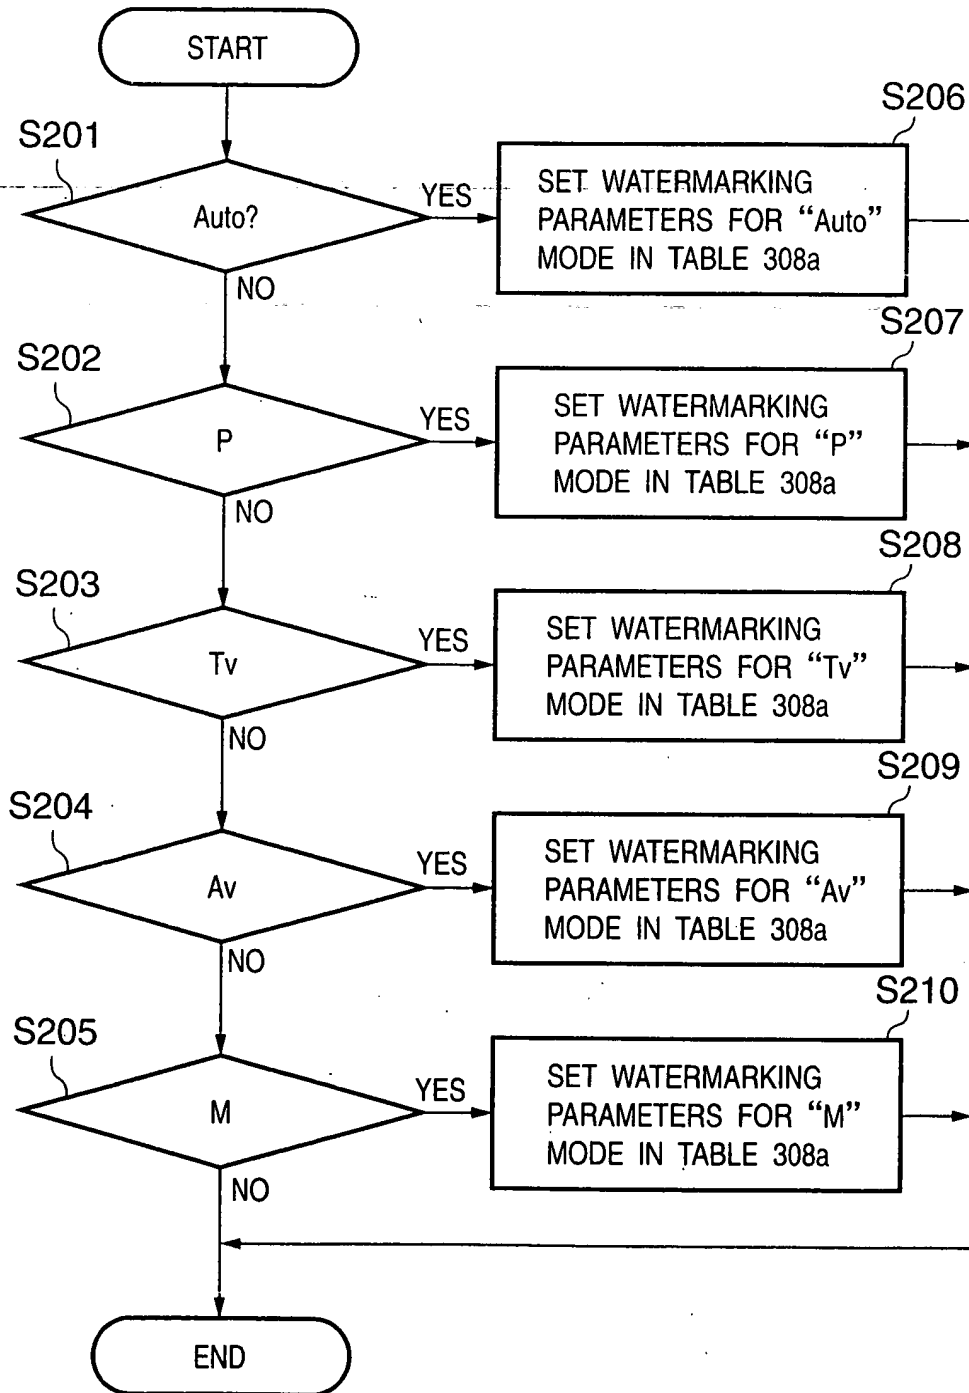 START
S201
Auto?
YES
NO
S206
SET WATERMARKING
PARAMETERS FOR “Auto”
MODE IN TABLE 308a
S202
P
YES
NO
S207
SET WATERMARKING
PARAMETERS FOR “P”
MODE IN TABLE 308a
S203
Tv
YES
NO
S208
SET WATERMARKING
PARAMETERS FOR “Tv”
MODE IN TABLE 308a
S204
Av
YES
NO
S209
SET WATERMARKING
PARAMETERS FOR “Av”
MODE IN TABLE 308a
S205
M
YES
NO
S210
SET WATERMARKING
PARAMETERS FOR “M”
MODE IN TABLE 308a
END